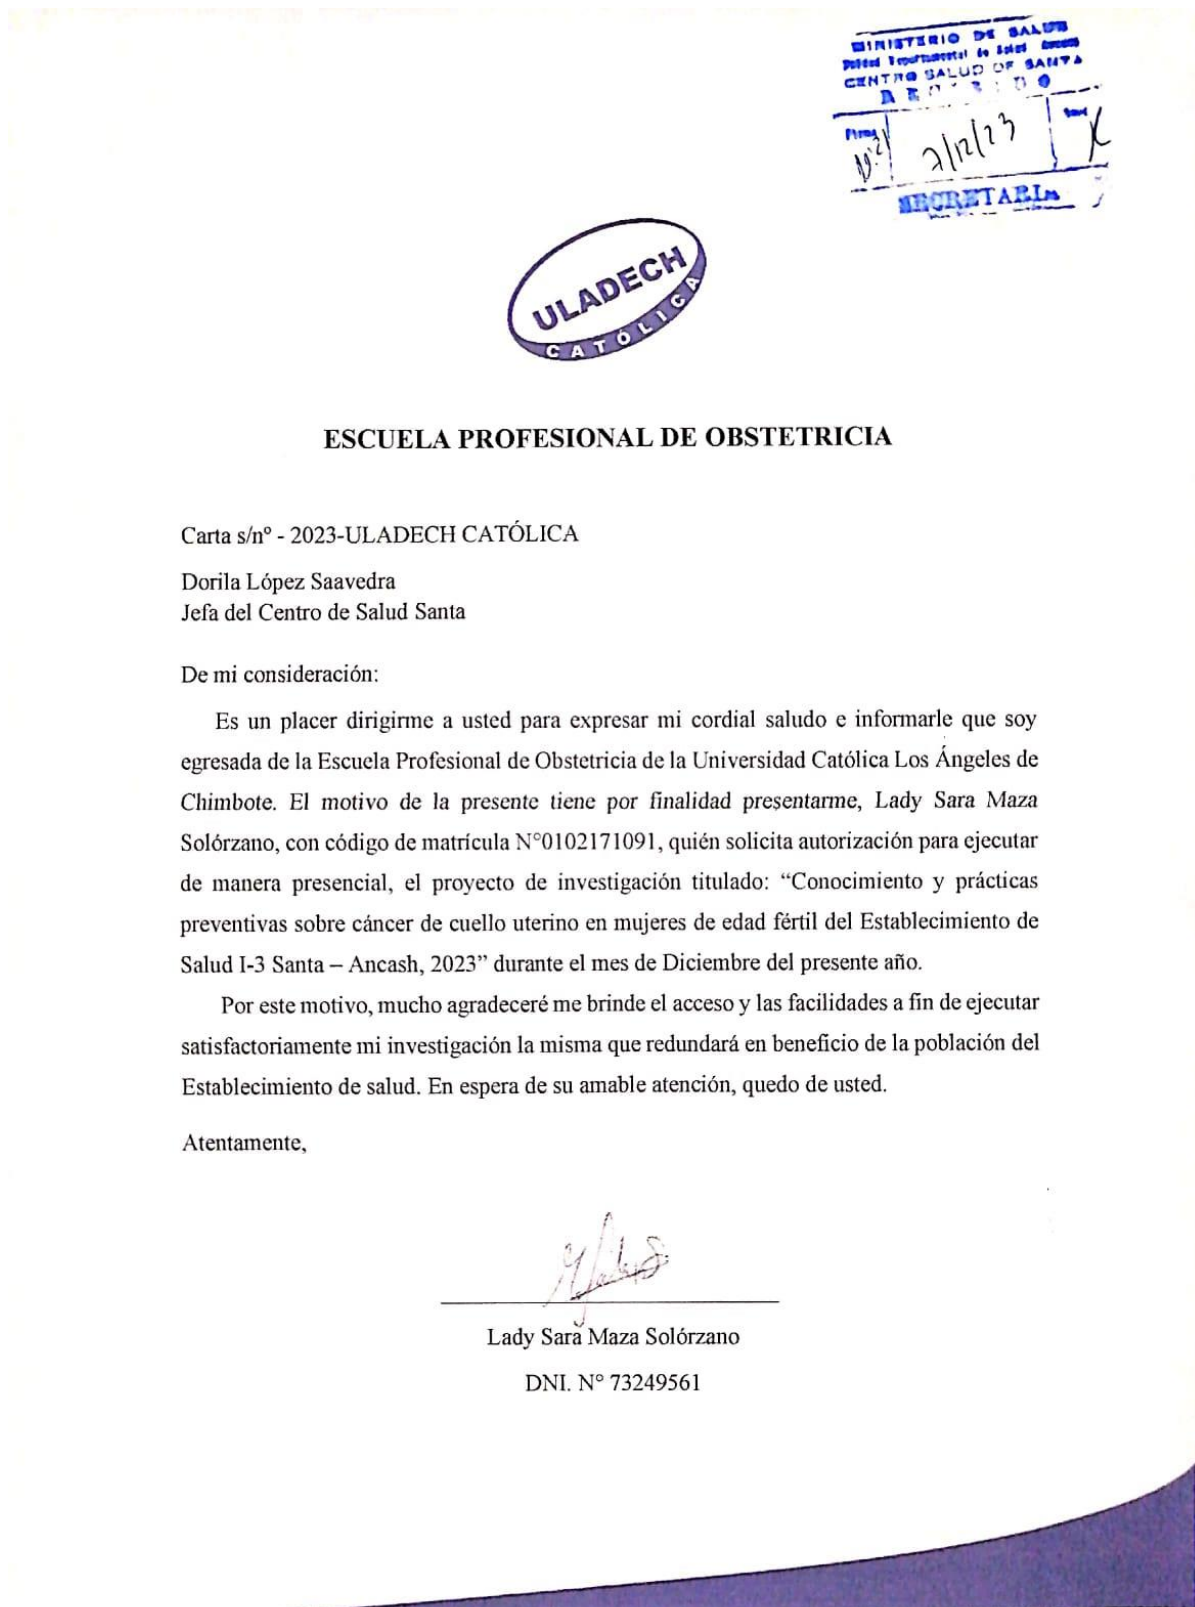 MINISTERIO DE SALUD
CENTRO SALUD DE SANTA
Firma
2/12/23
SECRETARIA
ULADECH
CATÓLICA
ESCUELA PROFESIONAL DE OBSTETRICIA
Carta s/nº - 2023-ULADECH CATÓLICA
Dorila López Saavedra
Jefa del Centro de Salud Santa
De mi consideración:
Es un placer dirigirme a usted para expresar mi cordial saludo e informarle que soy
egresada de la Escuela Profesional de Obstetricia de la Universidad Católica Los Ángeles de
Chimbote. El motivo de la presente tiene por finalidad presentarme, Lady Sara Maza
Solórzano, con código de matrícula N°0102171091, quién solicita autorización para ejecutar
de manera presencial, el proyecto de investigación titulado: “Conocimiento y prácticas
preventivas sobre cáncer de cuello uterino en mujeres de edad fértil del Establecimiento de
Salud I-3 Santa – Ancash, 2023” durante el mes de Diciembre del presente año.
Por este motivo, mucho agradeceré me brinde el acceso y las facilidades a fin de ejecutar
satisfactoriamente mi investigación la misma que redundará en beneficio de la población del
Establecimiento de salud. En espera de su amable atención, quedo de usted.
Atentamente,
Lady Sara Maza Solórzano
DNI. N° 73249561